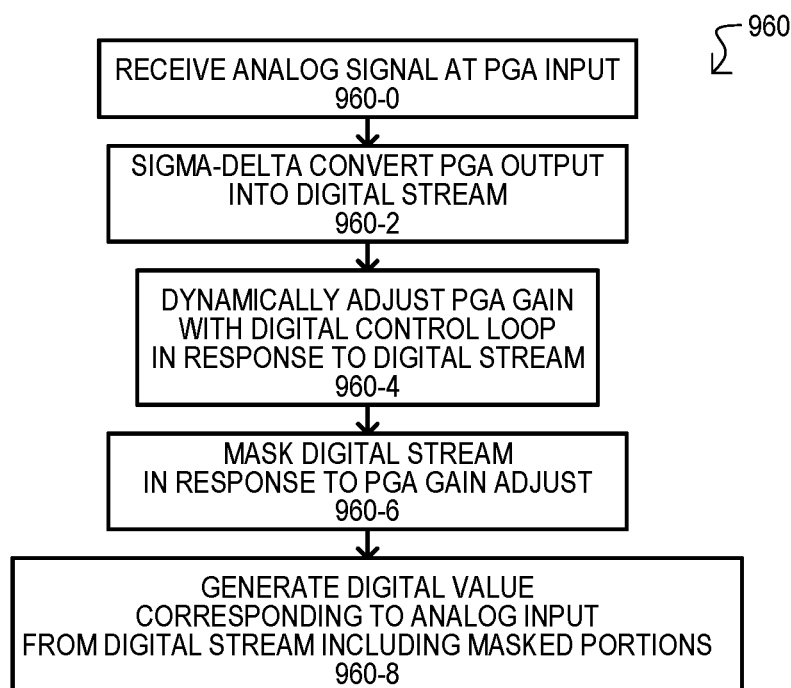 960
RECEIVE ANALOG SIGNAL AT PGA INPUT
960-0
SIGMA-DELTA CONVERT PGA OUTPUT
INTO DIGITAL STREAM
960-2
DYNAMICALLY ADJUST PGA GAIN
WITH DIGITAL CONTROL LOOP
IN RESPONSE TO DIGITAL STREAM
960-4
MASK DIGITAL STREAM
IN RESPONSE TO PGA GAIN ADJUST
960-6
GENERATE DIGITAL VALUE
CORRESPONDING TO ANALOG INPUT
FROM DIGITAL STREAM INCLUDING MASKED PORTIONS
960-8